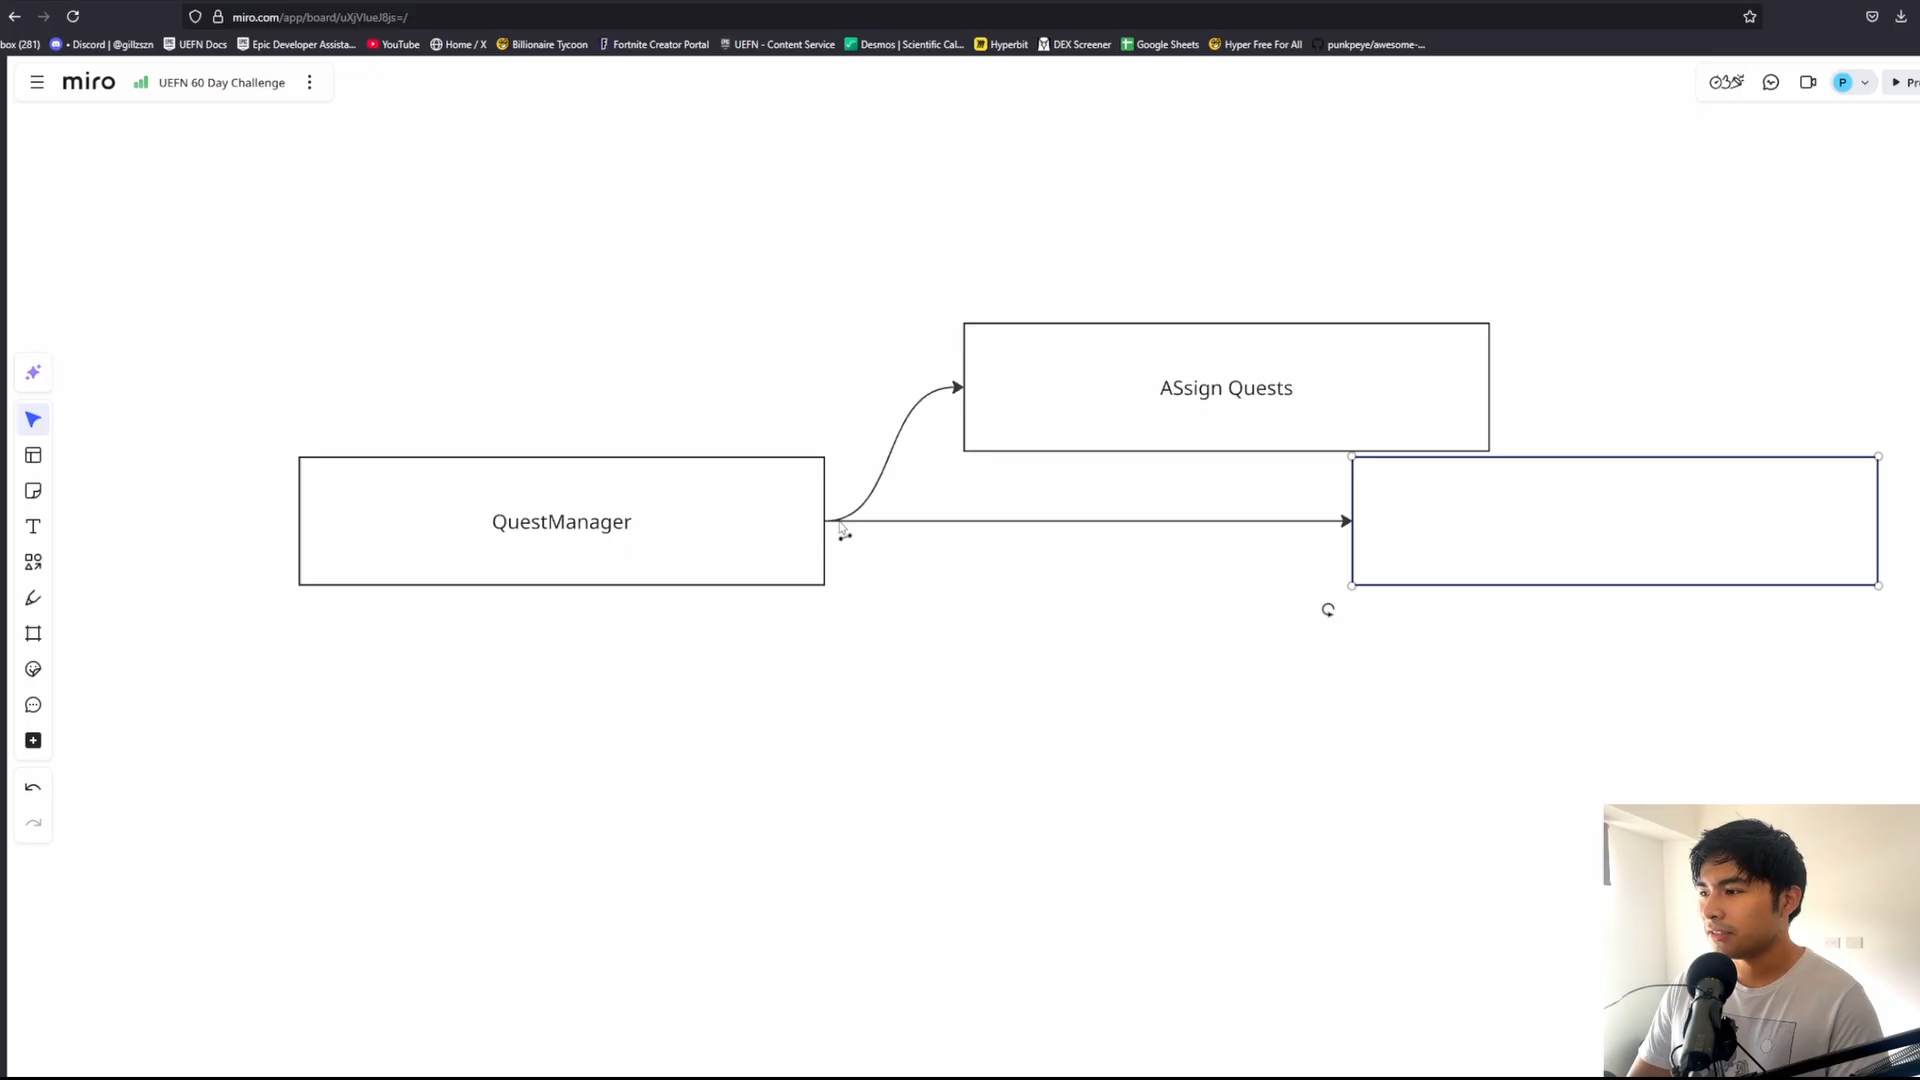 miro.com/app/board/uXjVIueJ8js=/
box (281)
• Discord | @gillzszn
UEFN Docs
Epic Developer Assista...
YouTube
Home / X
Billionaire Tycoon
Fortnite Creator Portal
UEFN - Content Service
Desmos | Scientific Cal...
Hyperbit
DEX Screener
Google Sheets
Hyper Free For All
punkpeye/awesome-...
miro
UEFN 60 Day Challenge
P
Pre
ASsign Quests
QuestManager